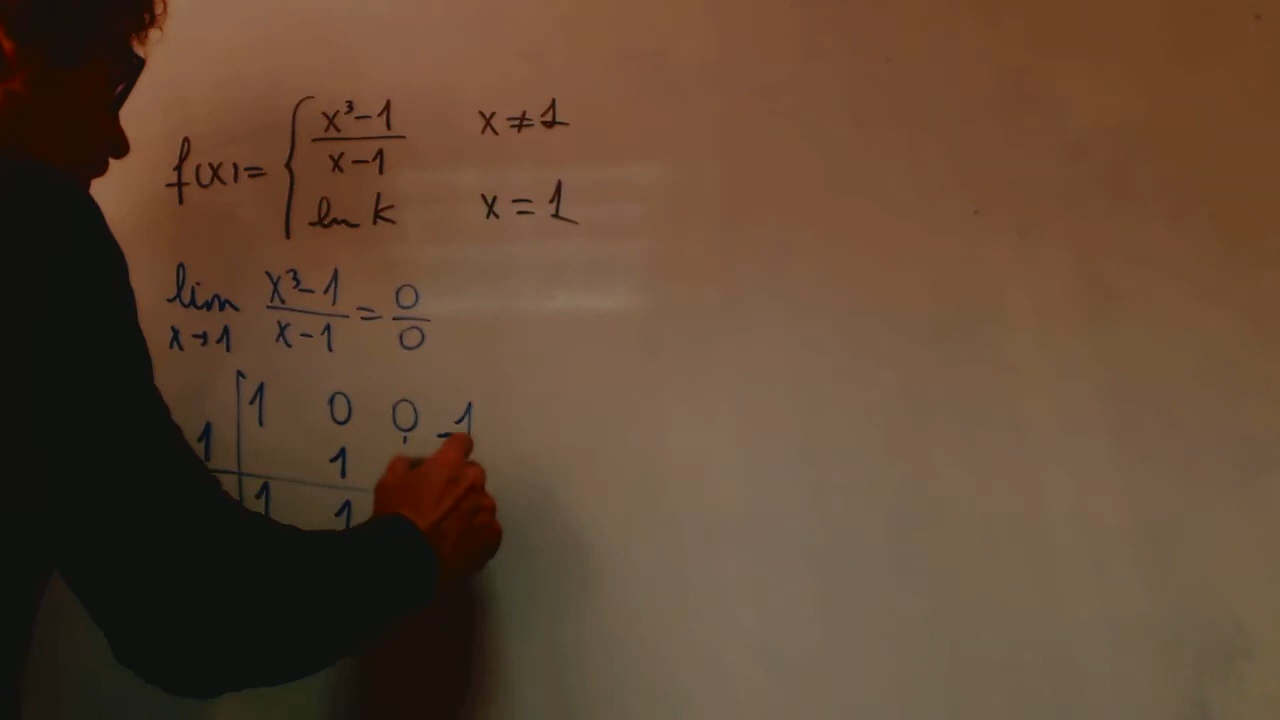 x³-1 x≠1
f(x)= x-1
ln k x=1
lim x³-1 = 0
x→1 x-1 0
1 0 0 -1
1 1
1 1